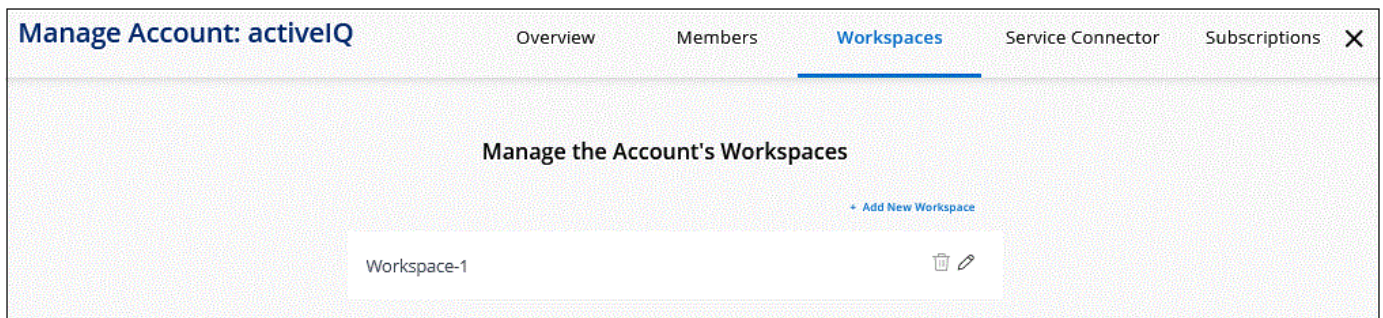 Manage Account: activeIQ
Overview Members Workspaces Service Connector Subscriptions
Manage the Account's Workspaces
+ Add New Workspace
Workspace-1